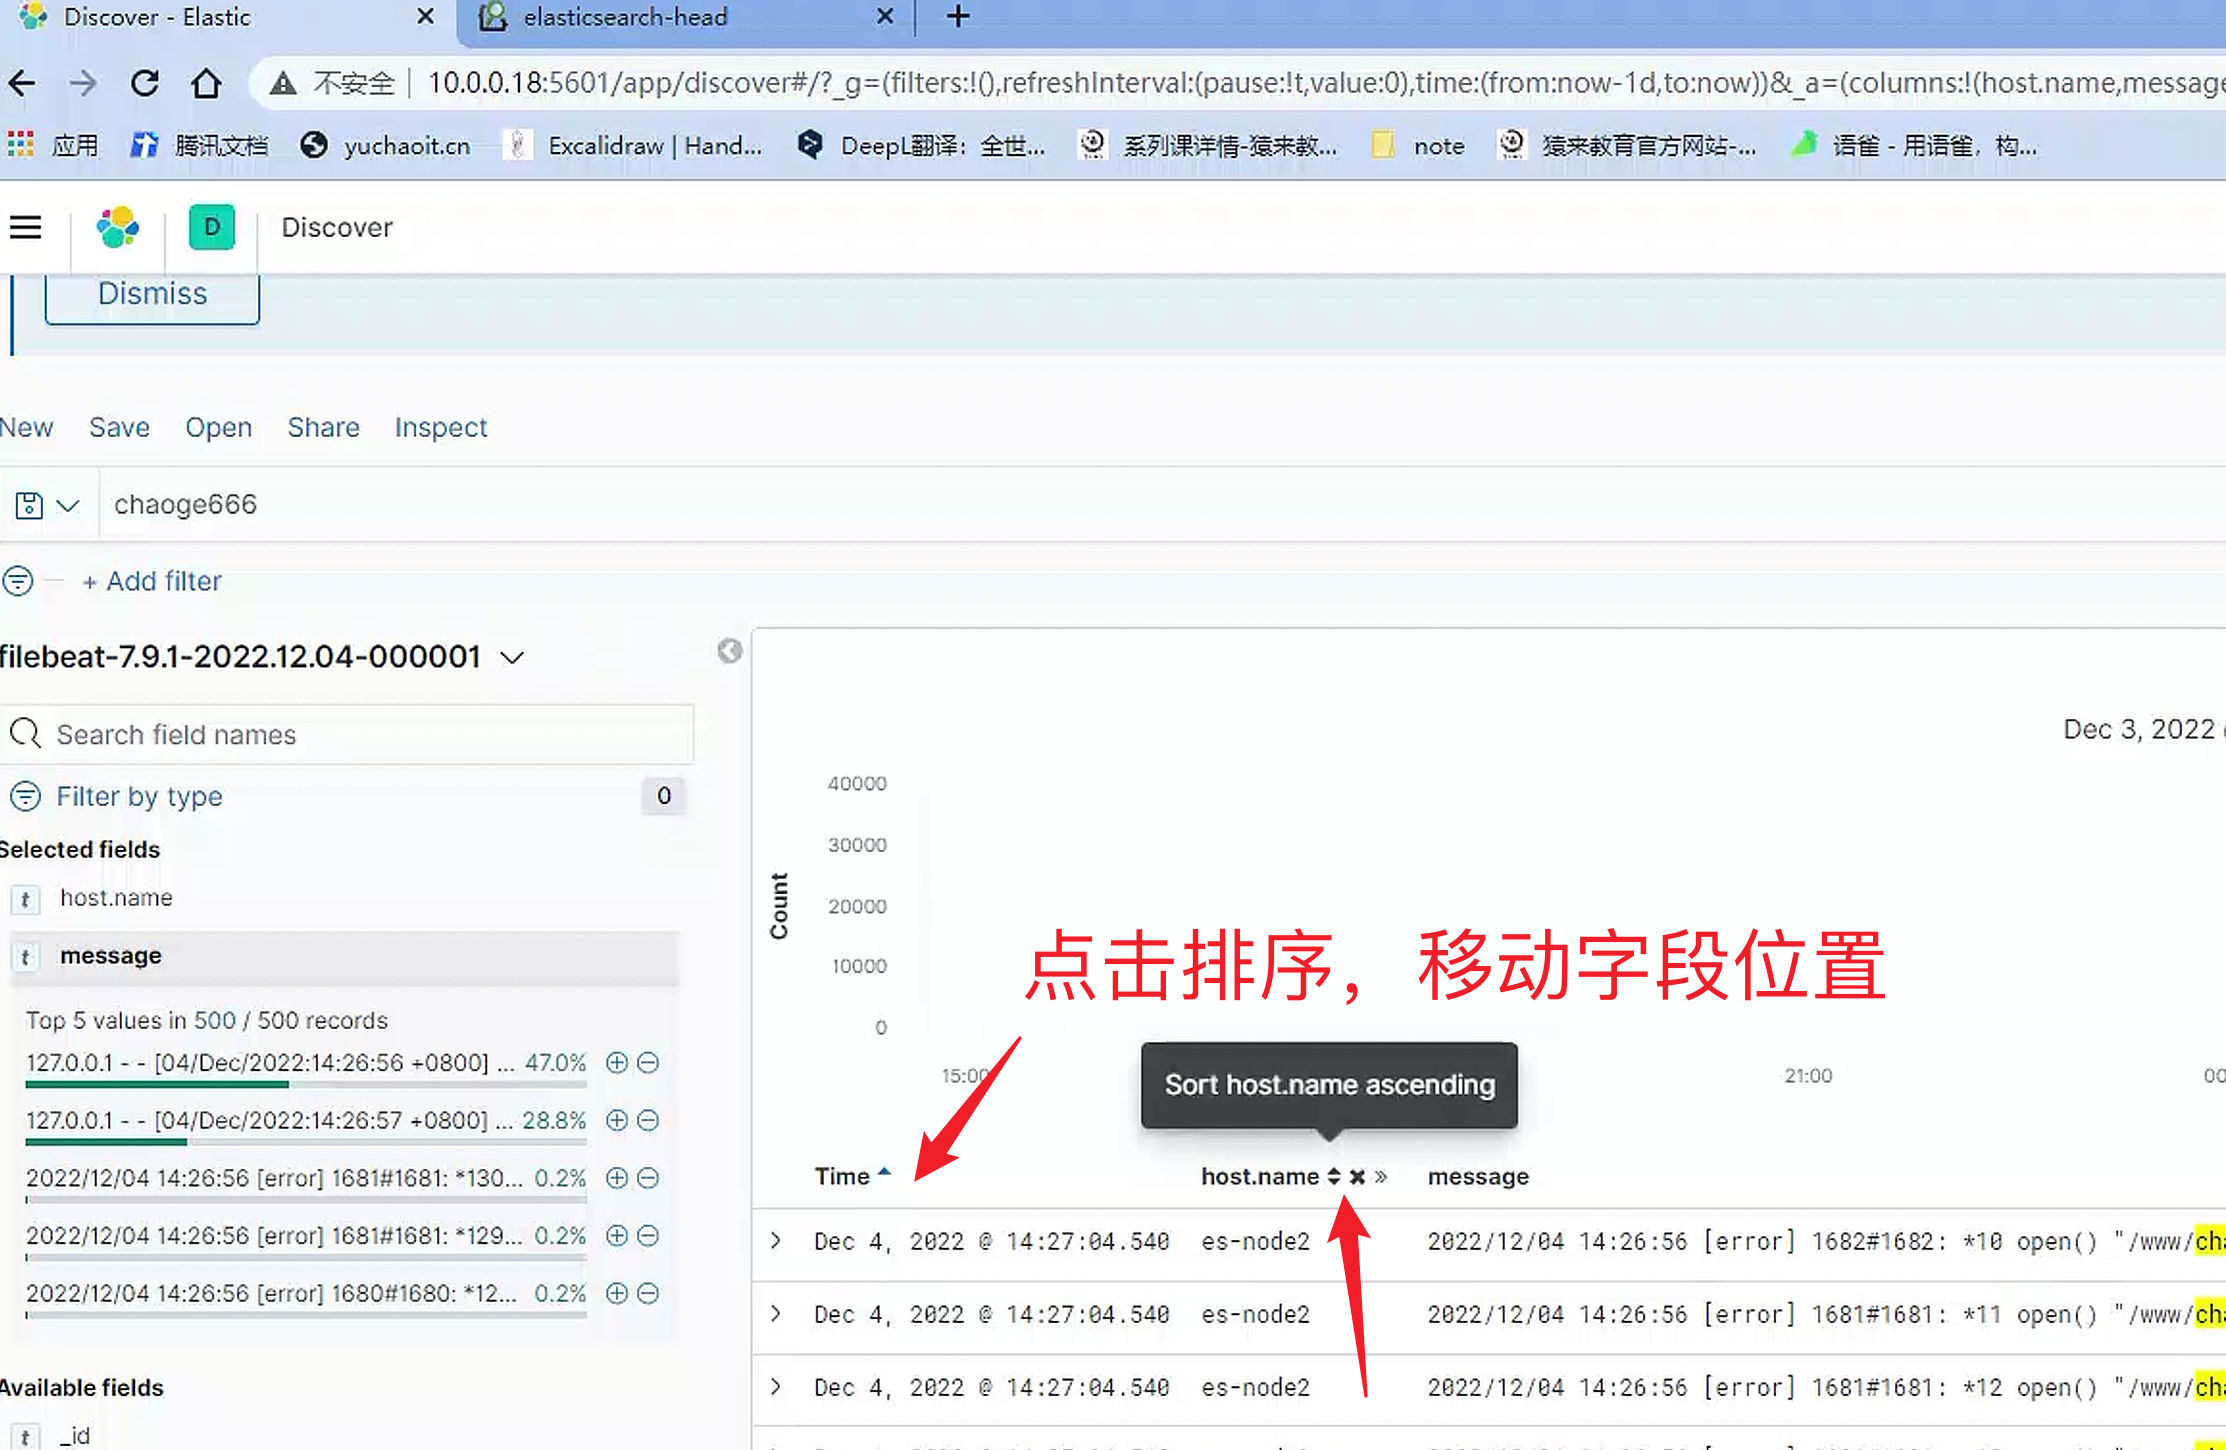 Discover - Elastic
elasticsearch-head
不安全 10.0.0.18:5601/app/discover#/?_g=(filters:!(),refreshInterval:(pause:!t,value:0),time:(from:now-1d,to:now))&_a=(columns:!(host.name,message
应用 腾讯文档 yuchaoit.cn Excalidraw | Hand... DeepL翻译：全世... 系列课详情-猿来教... note 猿来教育官方网站-... 语雀 - 用语雀，构...
D Discover
Dismiss
New Save Open Share Inspect
chaoge666
+ Add filter
filebeat-7.9.1-2022.12.04-000001
Search field names
Filter by type 0
Selected fields
t host.name
t message
Top 5 values in 500 / 500 records
127.0.0.1 - - [04/Dec/2022:14:26:56 +0800] ... 47.0%
127.0.0.1 - - [04/Dec/2022:14:26:57 +0800] ... 28.8%
2022/12/04 14:26:56 [error] 1681#1681: *130... 0.2%
2022/12/04 14:26:56 [error] 1681#1681: *129... 0.2%
2022/12/04 14:26:56 [error] 1680#1680: *12... 0.2%
Available fields
t _id
Dec 3, 2022
Count
40000
30000
20000
10000
0
15:00 21:00 00
点击排序，移动字段位置
Sort host.name ascending
Time host.name message
Dec 4, 2022 @ 14:27:04.540 es-node2 2022/12/04 14:26:56 [error] 1682#1682: *10 open() "/www/cha
Dec 4, 2022 @ 14:27:04.540 es-node2 2022/12/04 14:26:56 [error] 1681#1681: *11 open() "/www/cha
Dec 4, 2022 @ 14:27:04.540 es-node2 2022/12/04 14:26:56 [error] 1681#1681: *12 open() "/www/cha